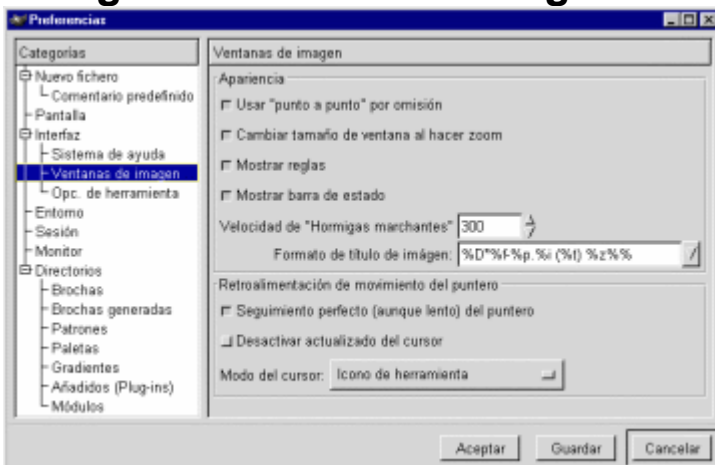 Preferencias
Categorías
Nuevo fichero
Comentario predefinido
Pantalla
Interfaz
Sistema de ayuda
Ventanas de imagen
Opc. de herramienta
Entorno
Sesión
Monitor
Directorios
Brochas
Brochas generadas
Patrones
Paletas
Gradientes
Añadidos (Plug-ins)
Módulos
Ventanas de imagen
Apariencia
Usar "punto a punto" por omisión
Cambiar tamaño de ventana al hacer zoom
Mostrar reglas
Mostrar barra de estado
Velocidad de "Hormigas marchantes" 300
Formato de título de imágen: %D*%f-%p.%i (%t) %z%%
Retroalimentación de movimiento del puntero
Seguimiento perfecto (aunque lento) del puntero
Desactivar actualizado del cursor
Modo del cursor: Icono de herramienta
Aceptar Guardar Cancelar